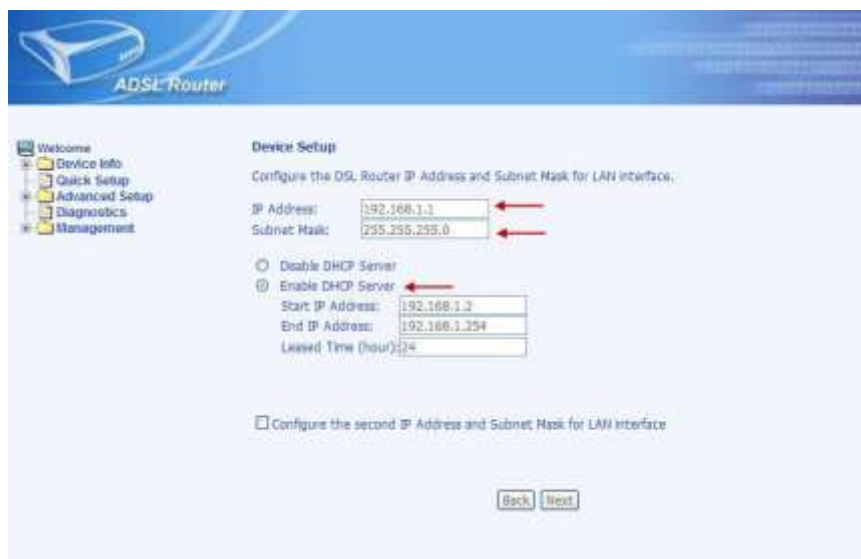 ADSL Router
Welcome
Device Info
Quick Setup
Advanced Setup
Diagnostics
Management
Device Setup
Configure the DSL Router IP Address and Subnet Mask for LAN interface.
IP Address: 192.168.1.1
Subnet Mask: 255.255.255.0
Disable DHCP Server
Enable DHCP Server
Start IP Address: 192.168.1.2
End IP Address: 192.168.1.254
Leased Time (hour): 24
Configure the second IP Address and Subnet Mask for LAN interface
Back Next